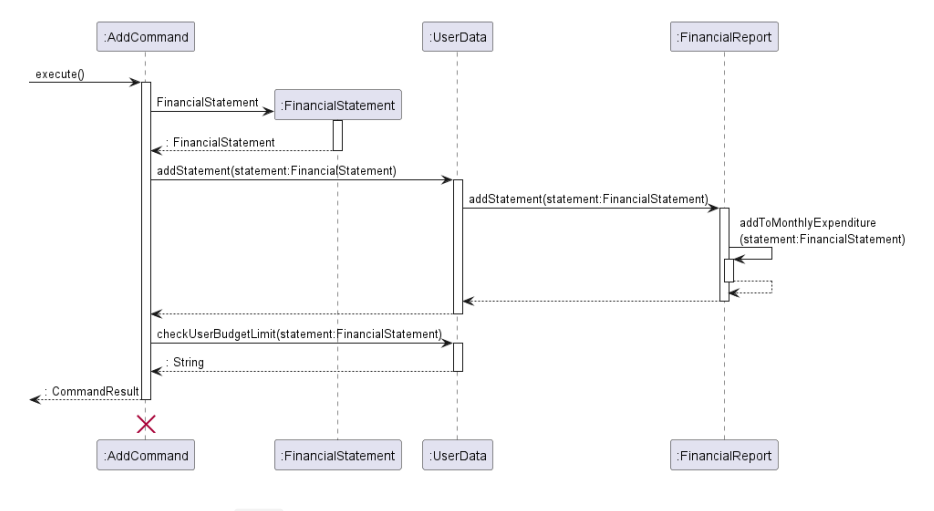 :AddCommand
:UserData
:FinancialReport
execute()
FinancialStatement
:FinancialStatement
: FinancialStatement
addStatement(statement:FinancialStatement)
addStatement(statement:FinancialStatement)
addToMonthlyExpenditure
(statement:FinancialStatement)
checkUserBudgetLimit(statement:FinancialStatement)
: String
: CommandResult
:AddCommand
:FinancialStatement
:UserData
:FinancialReport